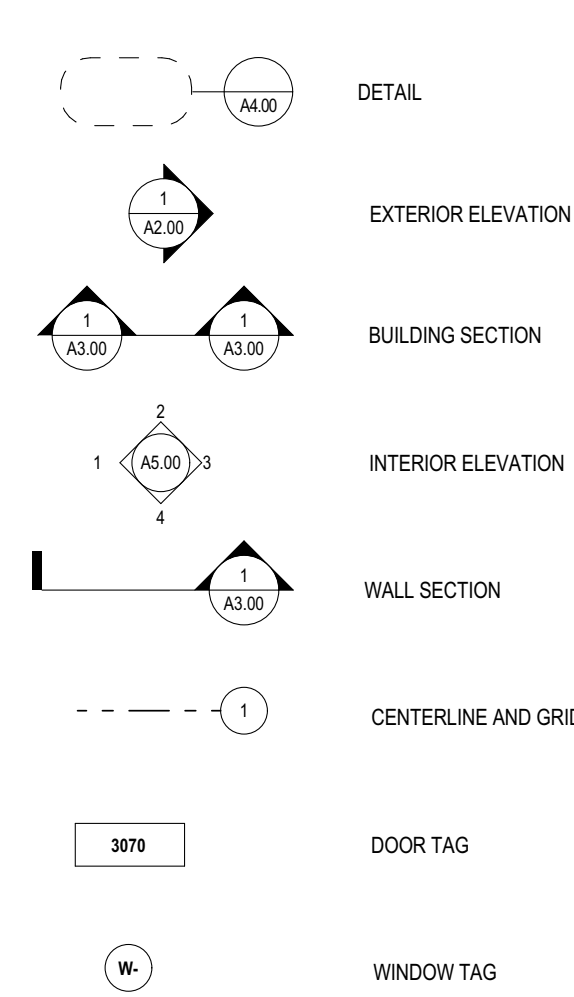 A4.00
DETAIL
1
A2.00
EXTERIOR ELEVATION
1
A3.00
1
A3.00
BUILDING SECTION
2
1
A5.00
3
4
INTERIOR ELEVATION
1
A3.00
WALL SECTION
1
CENTERLINE AND GRID
3070
DOOR TAG
W-
WINDOW TAG